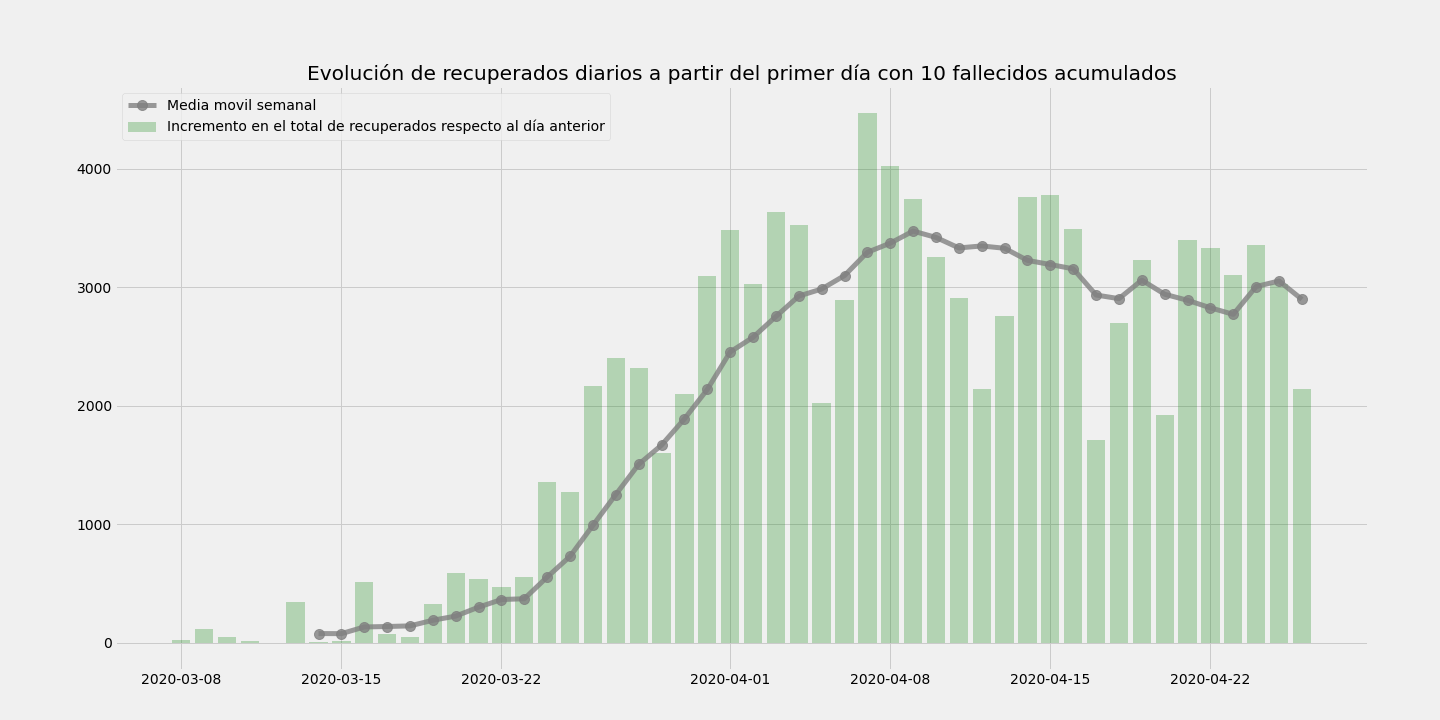 Evolución de recuperados diarios a partir del primer día con 10 fallecidos acumulados
Media movil semanal
Incremento en el total de recuperados respecto al día anterior
4000
3000
2000
1000
0
2020-03-08 2020-03-15 2020-03-22 2020-04-01 2020-04-08 2020-04-15 2020-04-22